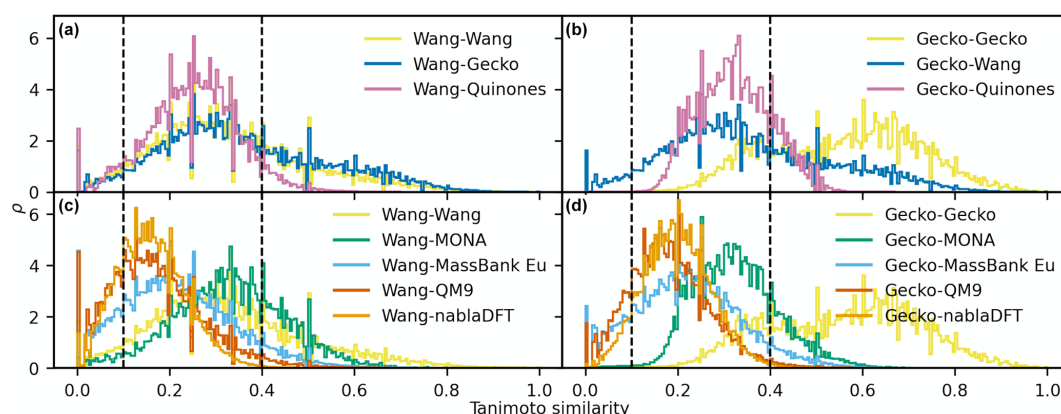 (a)
Wang-Wang
Wang-Gecko
Wang-Quinones
6
4
2
0
(b)
Gecko-Gecko
Gecko-Wang
Gecko-Quinones
ρ
(c)
Wang-Wang
Wang-MONA
Wang-MassBank Eu
Wang-QM9
Wang-nablaDFT
6
4
2
0
0.0 0.2 0.4 0.6 0.8 1.0
(d)
Gecko-Gecko
Gecko-MONA
Gecko-MassBank Eu
Gecko-QM9
Gecko-nablaDFT
0.0 0.2 0.4 0.6 0.8 1.0
Tanimoto similarity